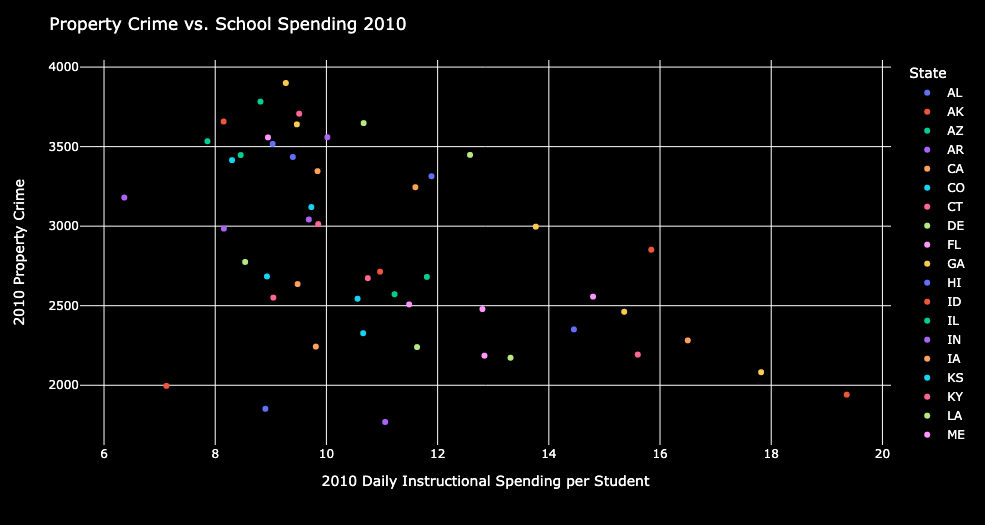 Property Crime vs. School Spending 2010
4000
3500
3000
2500
2000
2010 Property Crime
6 8 10 12 14 16 18 20
2010 Daily Instructional Spending per Student
State
AL
AK
AZ
AR
CA
CO
CT
DE
FL
GA
HI
ID
IL
IN
IA
KS
KY
LA
ME